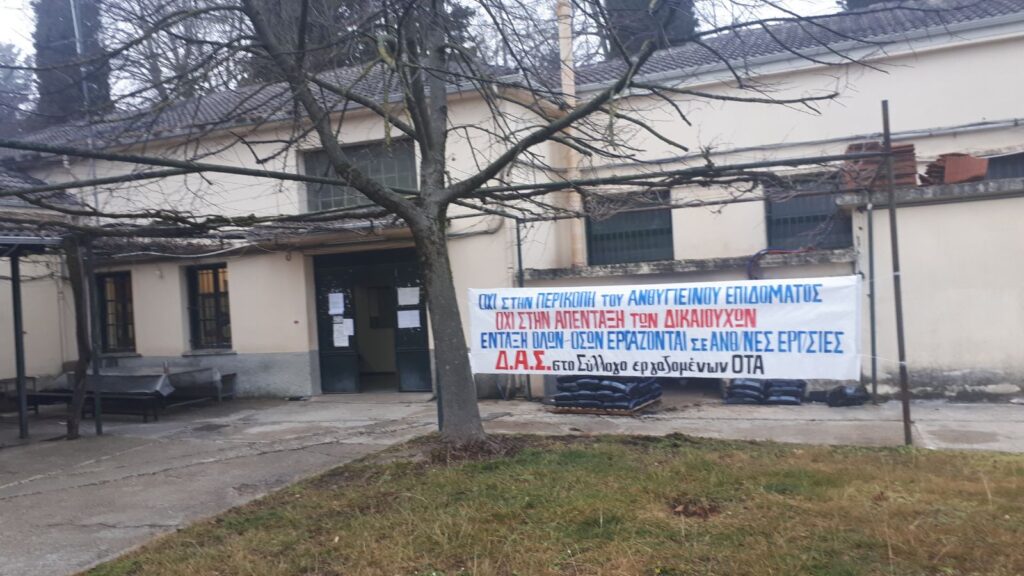 ΟΧΙ ΣΤΗΝ ΠΕΡΙΚΟΠΗ ΤΟΥ ΑΝΘΥΓΙΕΙΝΟΥ ΕΠΙΔΟΜΑΤΟΣ
ΟΧΙ ΣΤΗΝ ΑΠΕΝΤΑΞΗ ΤΩΝ ΔΙΚΑΙΟΥΧΩΝ
ΕΝΤΑΞΗ ΟΛΩΝ-ΟΣΩΝ ΕΡΓΑΖΟΝΤΑΙ ΣΕ ΑΝΘ/ΝΕΣ ΕΡΓΣΙΕΣ
Δ.Α.Σ. στο Σύλλογο εργαζομένων ΟΤΑ